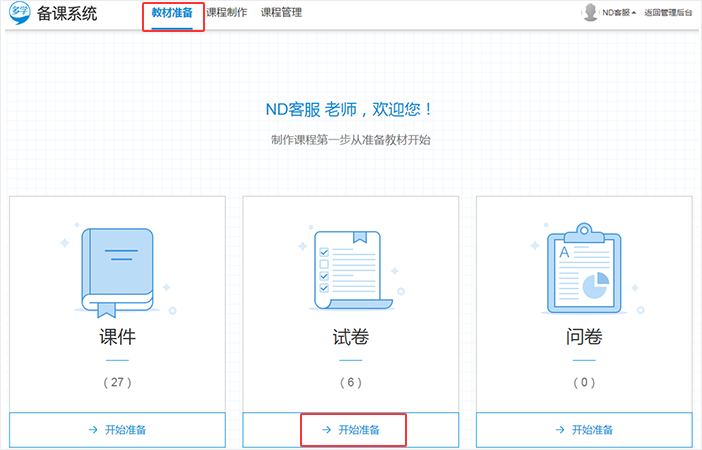 多学 备课系统 教材准备 课程制作 课程管理 ND客服 返回管理后台
ND客服 老师，欢迎您！
制作课程第一步从准备教材开始
A
课件 试卷 问卷
（27） （6） （0）
→ 开始准备 → 开始准备 → 开始准备